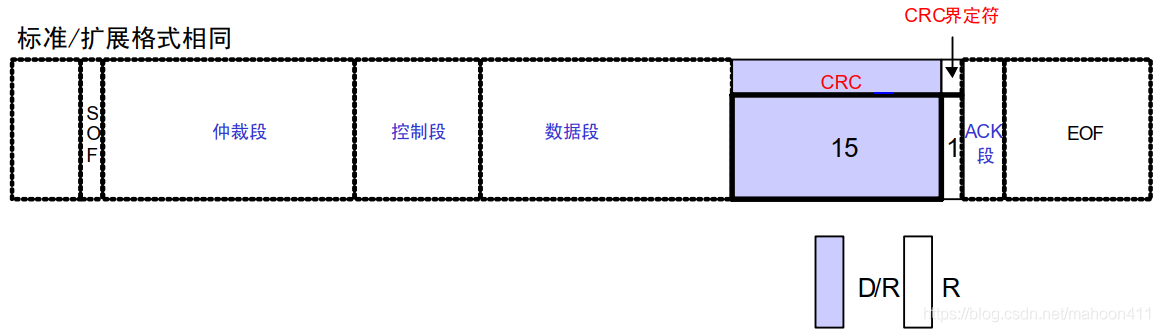 CRC界定符
标准/扩展格式相同
SOF
仲裁段
控制段
数据段
CRC
15
1
ACK
段
EOF
D/R
R
https://blog.csdn.net/mahoon411